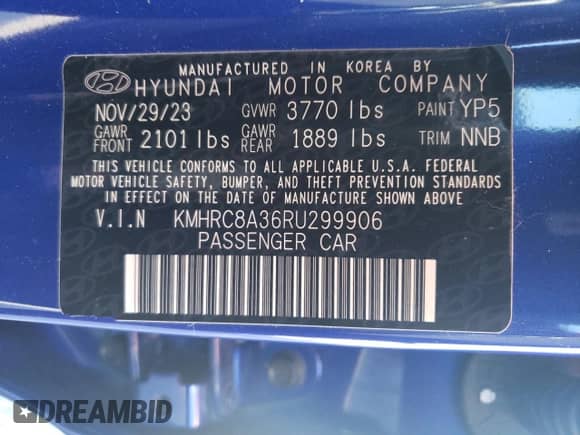 MANUFACTURED IN KOREA BY
HYUNDAI MOTOR COMPANY
NOV/29/23 GVWR 3770 lbs PAINT YP5
GAWR FRONT 2101 lbs GAWR REAR 1889 lbs TRIM NNB
THIS VEHICLE CONFORMS TO ALL APPLICABLE U.S.A. FEDERAL
MOTOR VEHICLE SAFETY, BUMPER, AND THEFT PREVENTION STANDARDS
IN EFFECT ON THE DATE OF MANUFACTURE SHOWN ABOVE
V.I.N KMHRC8A36RU299906
PASSENGER CAR
DREAMBID